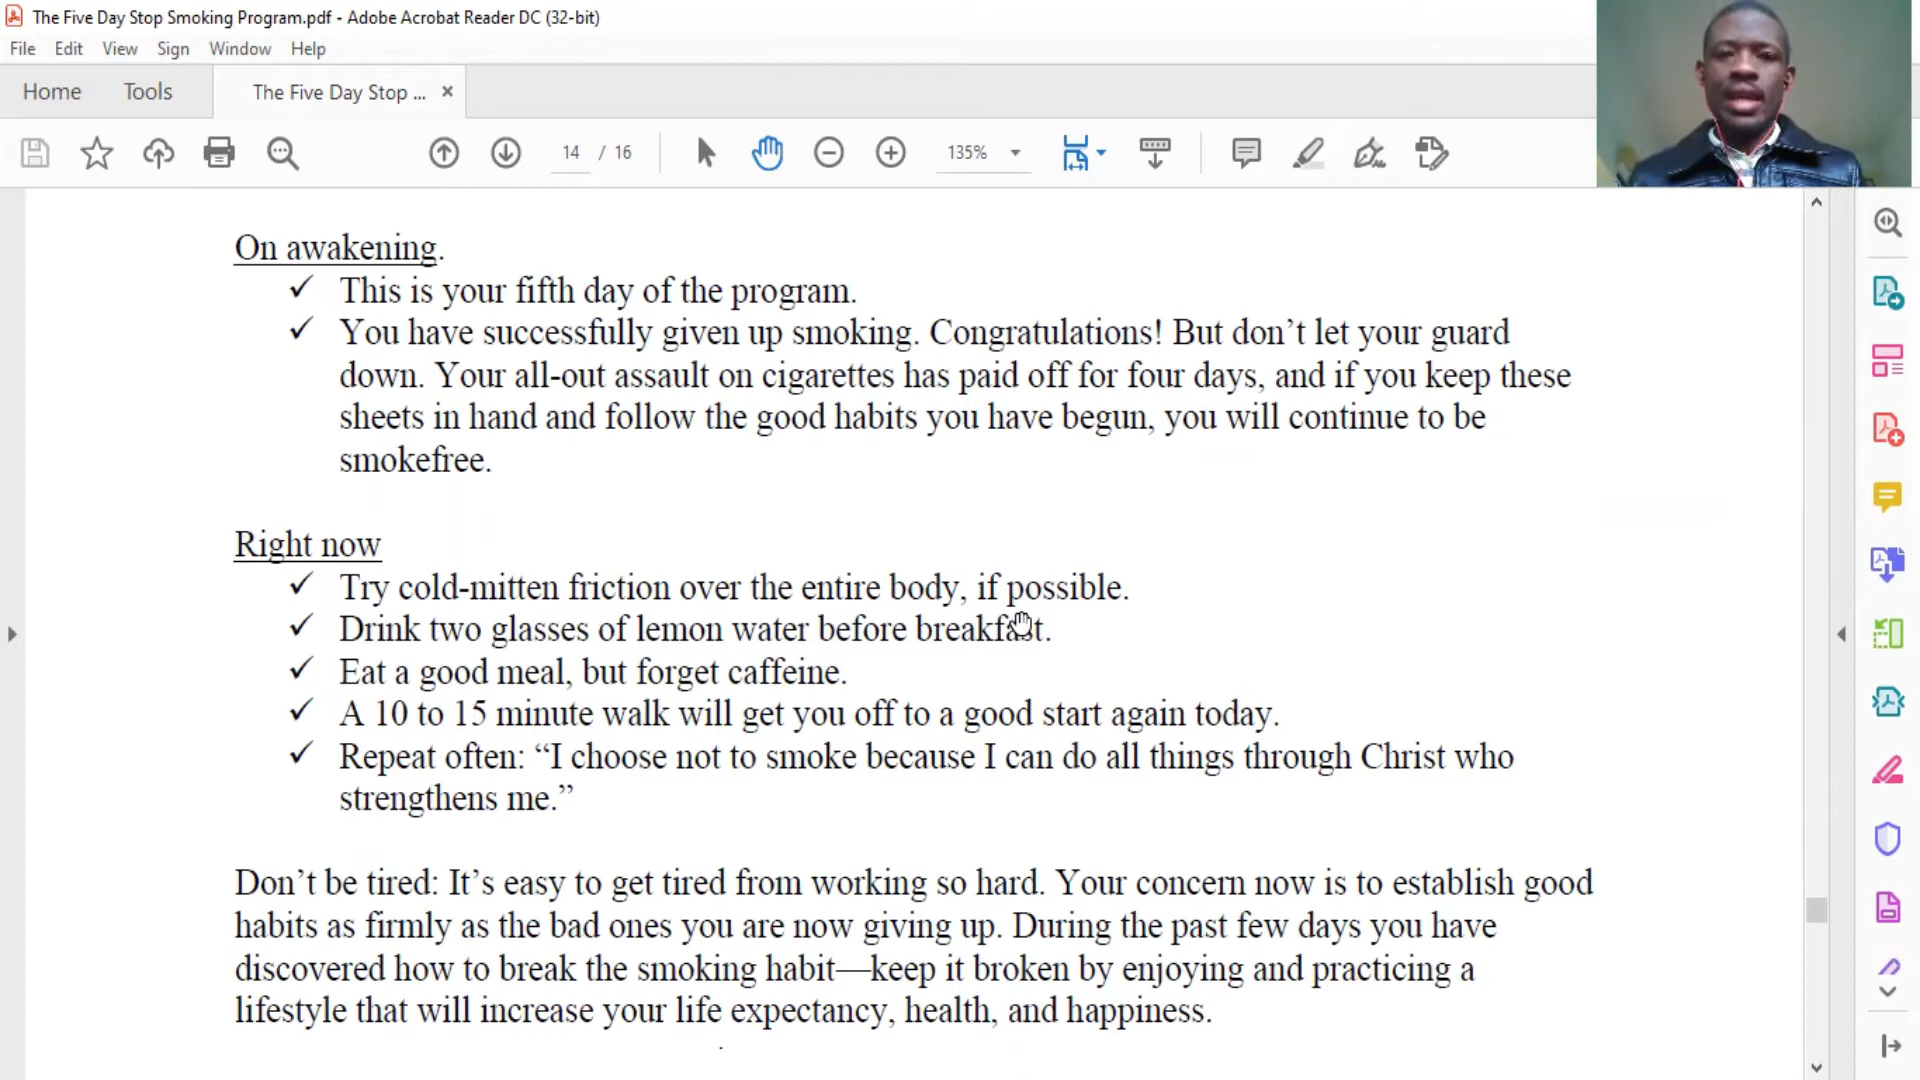 The Five Day Stop Smoking Program.pdf - Adobe Acrobat Reader DC (32-bit)
File Edit View Sign Window Help
Home Tools The Five Day Stop ... ×
14 / 16 135%
On awakening.
✓ This is your fifth day of the program.
✓ You have successfully given up smoking. Congratulations! But don’t let your guard
down. Your all-out assault on cigarettes has paid off for four days, and if you keep these
sheets in hand and follow the good habits you have begun, you will continue to be
smokefree.
Right now
✓ Try cold-mitten friction over the entire body, if possible.
✓ Drink two glasses of lemon water before breakfast.
✓ Eat a good meal, but forget caffeine.
✓ A 10 to 15 minute walk will get you off to a good start again today.
✓ Repeat often: “I choose not to smoke because I can do all things through Christ who
strengthens me.”
Don’t be tired: It’s easy to get tired from working so hard. Your concern now is to establish good
habits as firmly as the bad ones you are now giving up. During the past few days you have
discovered how to break the smoking habit—keep it broken by enjoying and practicing a
lifestyle that will increase your life expectancy, health, and happiness.